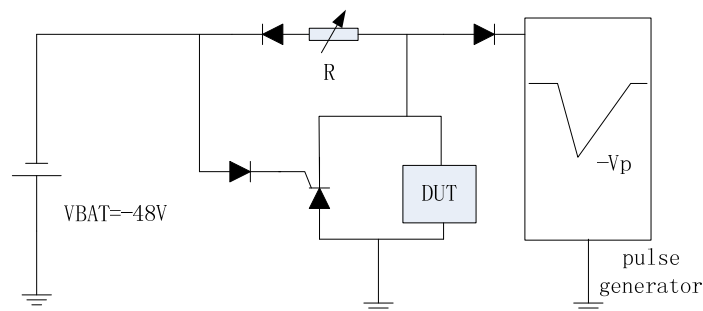 R
-Vp
DUT
VBAT=-48V
pulse
generator